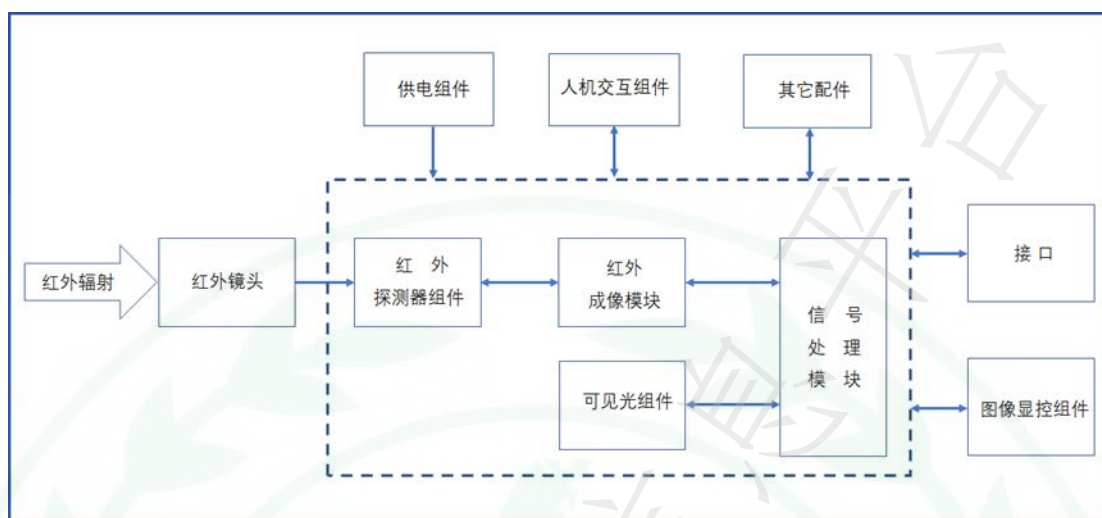 供电组件
人机交互组件
其它配件
红外辐射
红外镜头
红 外
探测器组件
红外
成像模块
信 号
处 理
模 块
接 口
可见光组件
图像显控组件